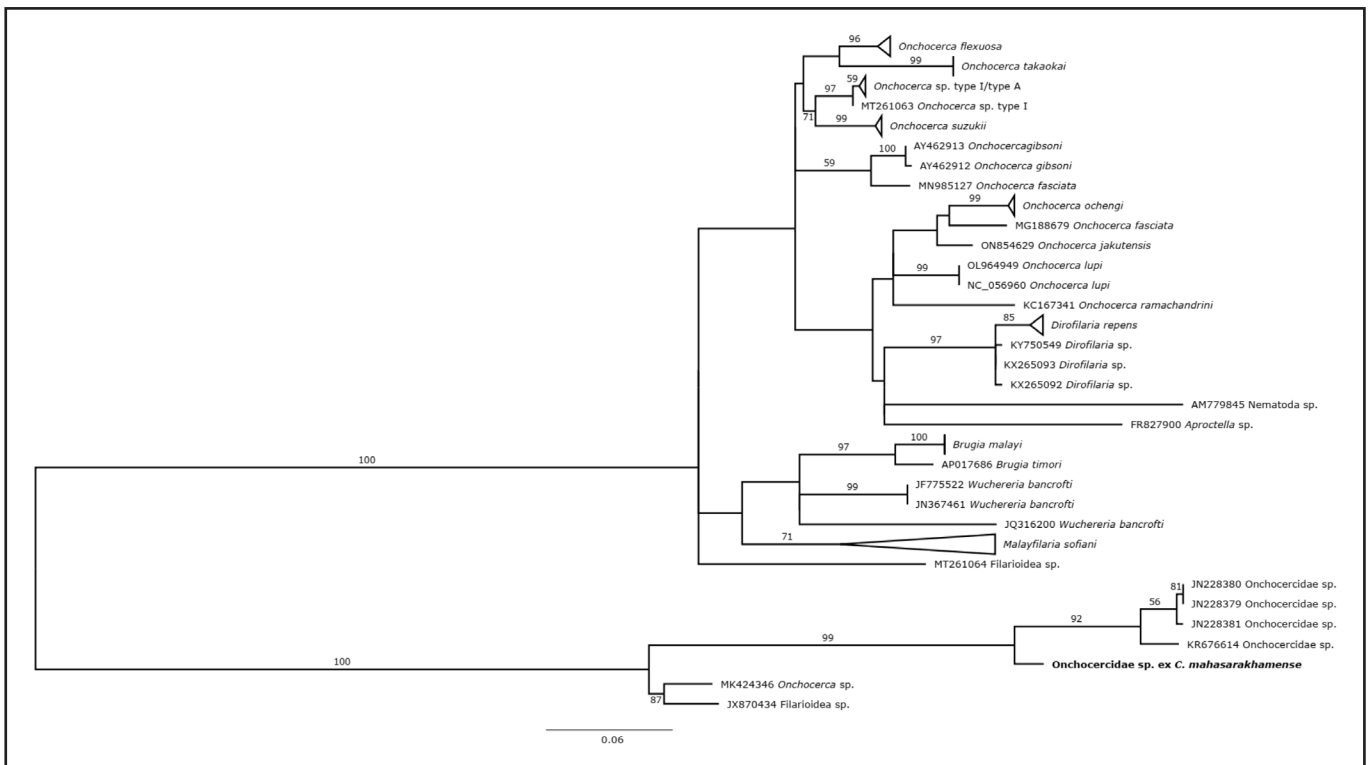 96
Onchocerca flexuosa
99
Onchocerca takaokai
59
Onchocerca sp. type I/type A
97
MT261063 Onchocerca sp. type I
71
99
Onchocerca suzukii
100
AY462913 Onchocercagibsoni
59
AY462912 Onchocerca gibsoni
MN985127 Onchocerca fasciata
99
Onchocerca ochengi
MG188679 Onchocerca fasciata
ON854629 Onchocerca jakutensis
99
OL964949 Onchocerca lupi
NC_056960 Onchocerca lupi
KC167341 Onchocerca ramachandrini
85
Dirofilaria repens
97
KY750549 Dirofilaria sp.
KX265093 Dirofilaria sp.
KX265092 Dirofilaria sp.
AM779845 Nematoda sp.
FR827900 Aproctella sp.
100
Brugia malayi
97
AP017686 Brugia timori
100
99
JF775522 Wuchereria bancrofti
JN367461 Wuchereria bancrofti
JQ316200 Wuchereria bancrofti
71
Malayfilaria sofiani
MT261064 Filarioidea sp.
81
JN228380 Onchocercidae sp.
56
JN228379 Onchocercidae sp.
92
JN228381 Onchocercidae sp.
99
KR676614 Onchocercidae sp.
100
Onchocercidae sp. ex C. mahasarakhamense
MK424346 Onchocerca sp.
87
JX870434 Filarioidea sp.
0.06